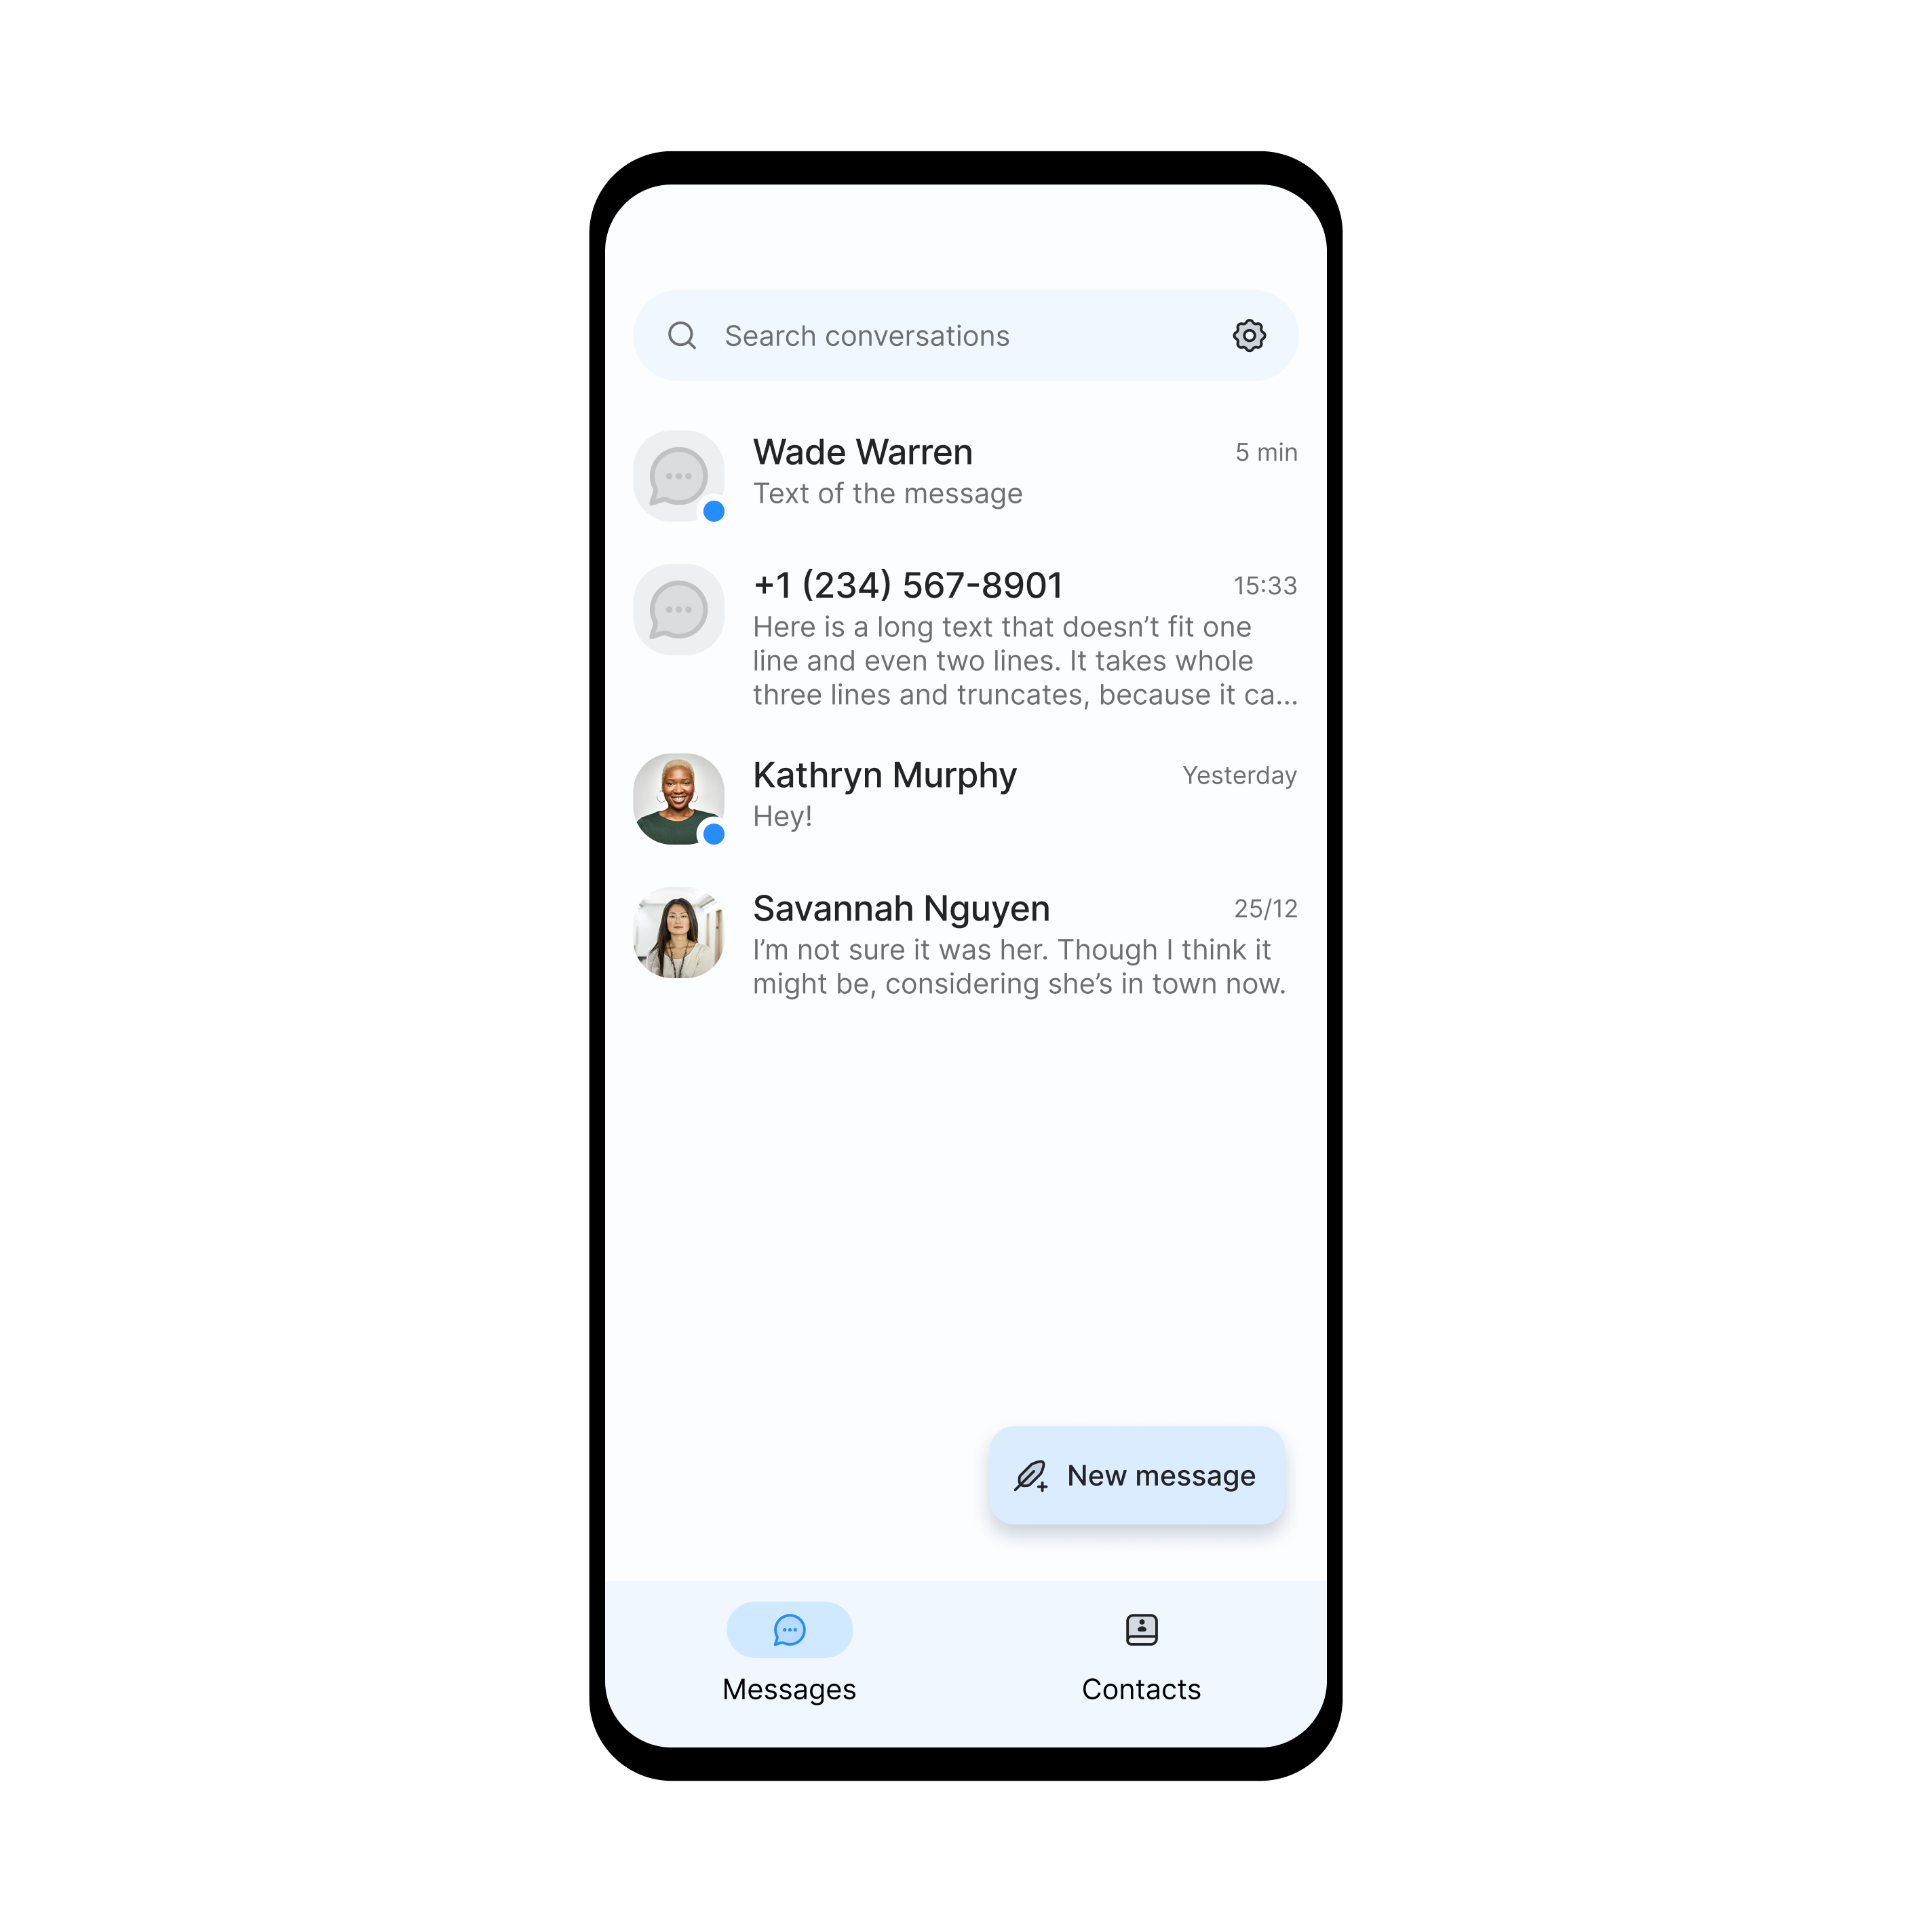 Search conversations
Wade Warren
5 min
Text of the message
+1 (234) 567-8901
15:33
Here is a long text that doesn’t fit one
line and even two lines. It takes whole
three lines and truncates, because it ca...
Kathryn Murphy
Yesterday
Hey!
Savannah Nguyen
25/12
I’m not sure it was her. Though I think it
might be, considering she’s in town now.
New message
Messages
Contacts